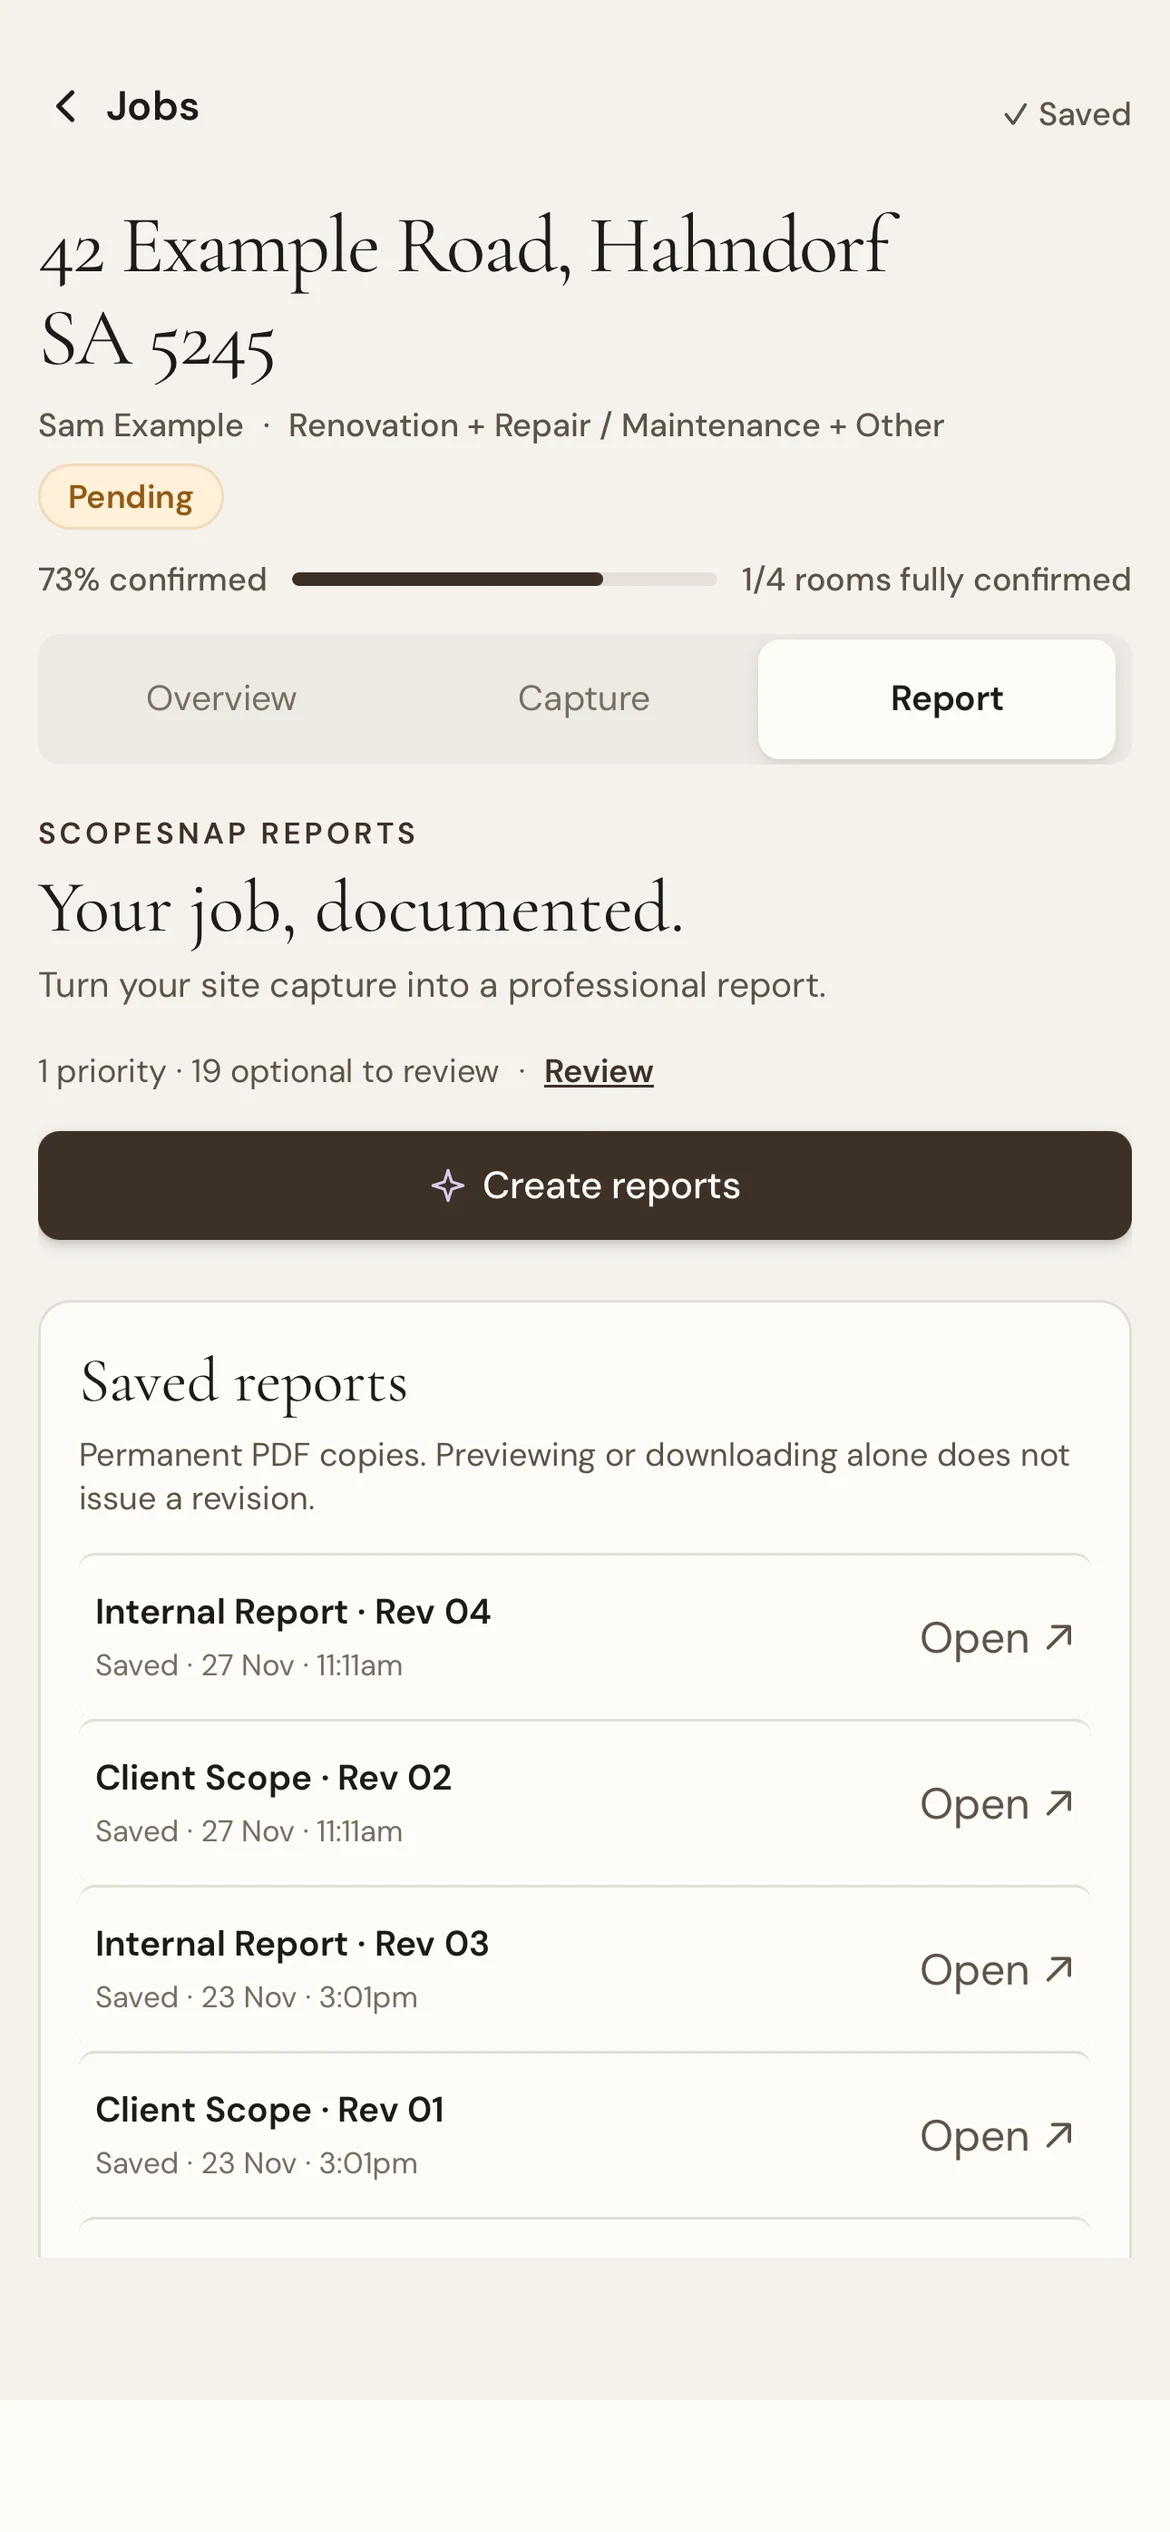 Jobs
✓ Saved
42 Example Road, Hahndorf
SA 5245
Sam Example · Renovation + Repair / Maintenance + Other
Pending
73% confirmed
1/4 rooms fully confirmed
Overview
Capture
Report
SCOPESNAP REPORTS
Your job, documented.
Turn your site capture into a professional report.
1 priority · 19 optional to review · Review
Create reports
Saved reports
Permanent PDF copies. Previewing or downloading alone does not
issue a revision.
Internal Report · Rev 04
Saved · 27 Nov · 11:11am
Open ↗
Client Scope · Rev 02
Saved · 27 Nov · 11:11am
Open ↗
Internal Report · Rev 03
Saved · 23 Nov · 3:01pm
Open ↗
Client Scope · Rev 01
Saved · 23 Nov · 3:01pm
Open ↗